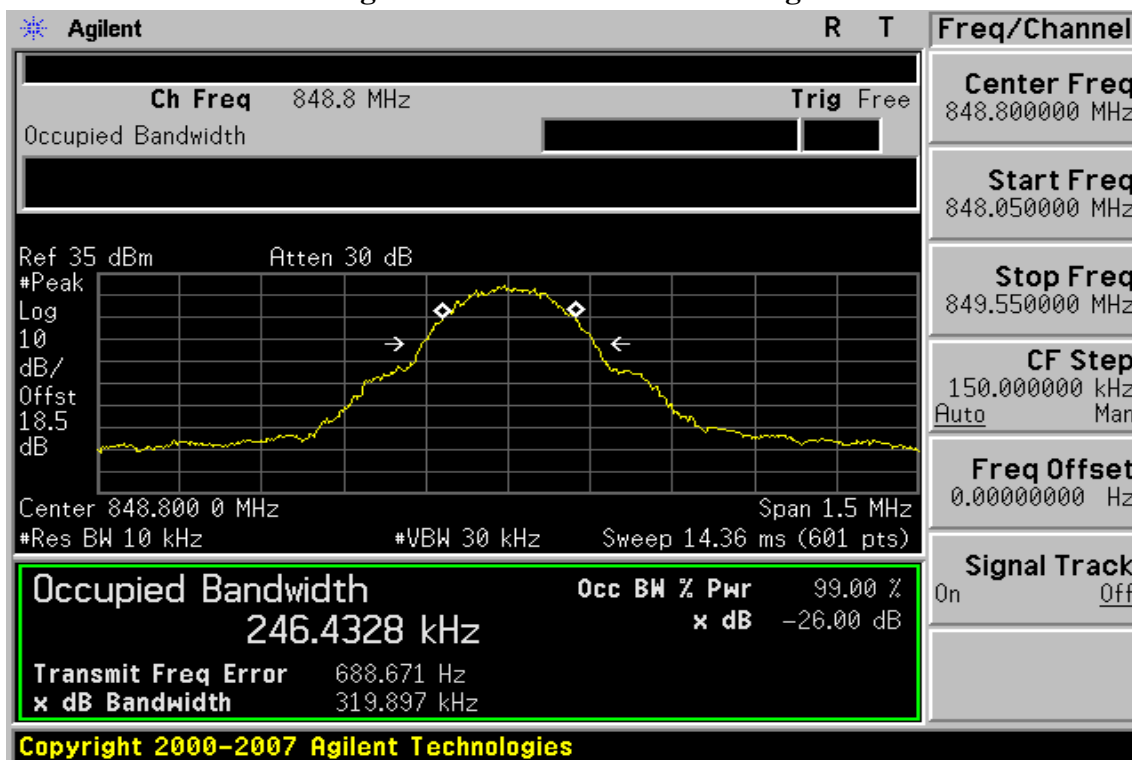 Agilent R T
Ch Freq 848.8 MHz Trig Free
Occupied Bandwidth
Ref 35 dBm Atten 30 dB
#Peak
Log
10
dB/
Offst
18.5
dB
Center 848.800 0 MHz Span 1.5 MHz
#Res BW 10 kHz #VBW 30 kHz Sweep 14.36 ms (601 pts)
Occupied Bandwidth Occ BW % Pwr 99.00 %
246.4328 kHz x dB -26.00 dB
Transmit Freq Error 688.671 Hz
x dB Bandwidth 319.897 kHz
Copyright 2000-2007 Agilent Technologies
Freq/Channel
Center Freq
848.800000 MHz
Start Freq
848.050000 MHz
Stop Freq
849.550000 MHz
CF Step
150.000000 kHz
Auto Man
Freq Offset
0.00000000 Hz
Signal Track
On Off